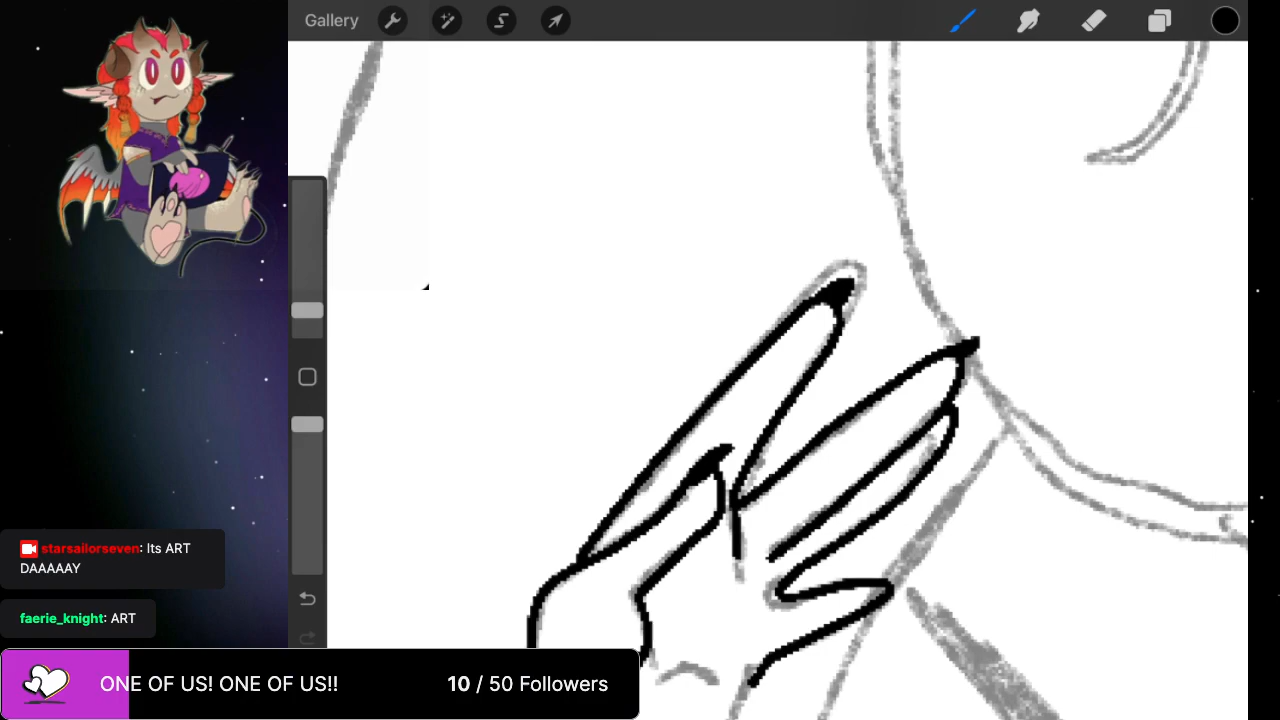 Gallery
starsailorseven: Its ART
DAAAAAY
faerie_knight: ART
ONE OF US! ONE OF US!! 10 / 50 Followers